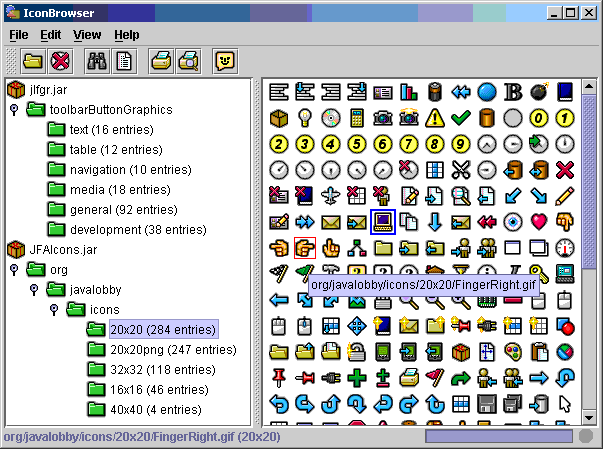 IconBrowser
File Edit View Help
jlfgr.jar
toolbarButtonGraphics
text (16 entries)
table (12 entries)
navigation (10 entries)
media (18 entries)
general (92 entries)
development (38 entries)
JFAIcons.jar
org
javalobby
icons
20x20 (284 entries)
20x20png (247 entries)
32x32 (118 entries)
16x16 (46 entries)
40x40 (4 entries)
B
0 1
2 3 4 5 6 7 8 9
org/javalobby/icons/20x20/FingerRight.gif
org/javalobby/icons/20x20/FingerRight.gif (20x20)